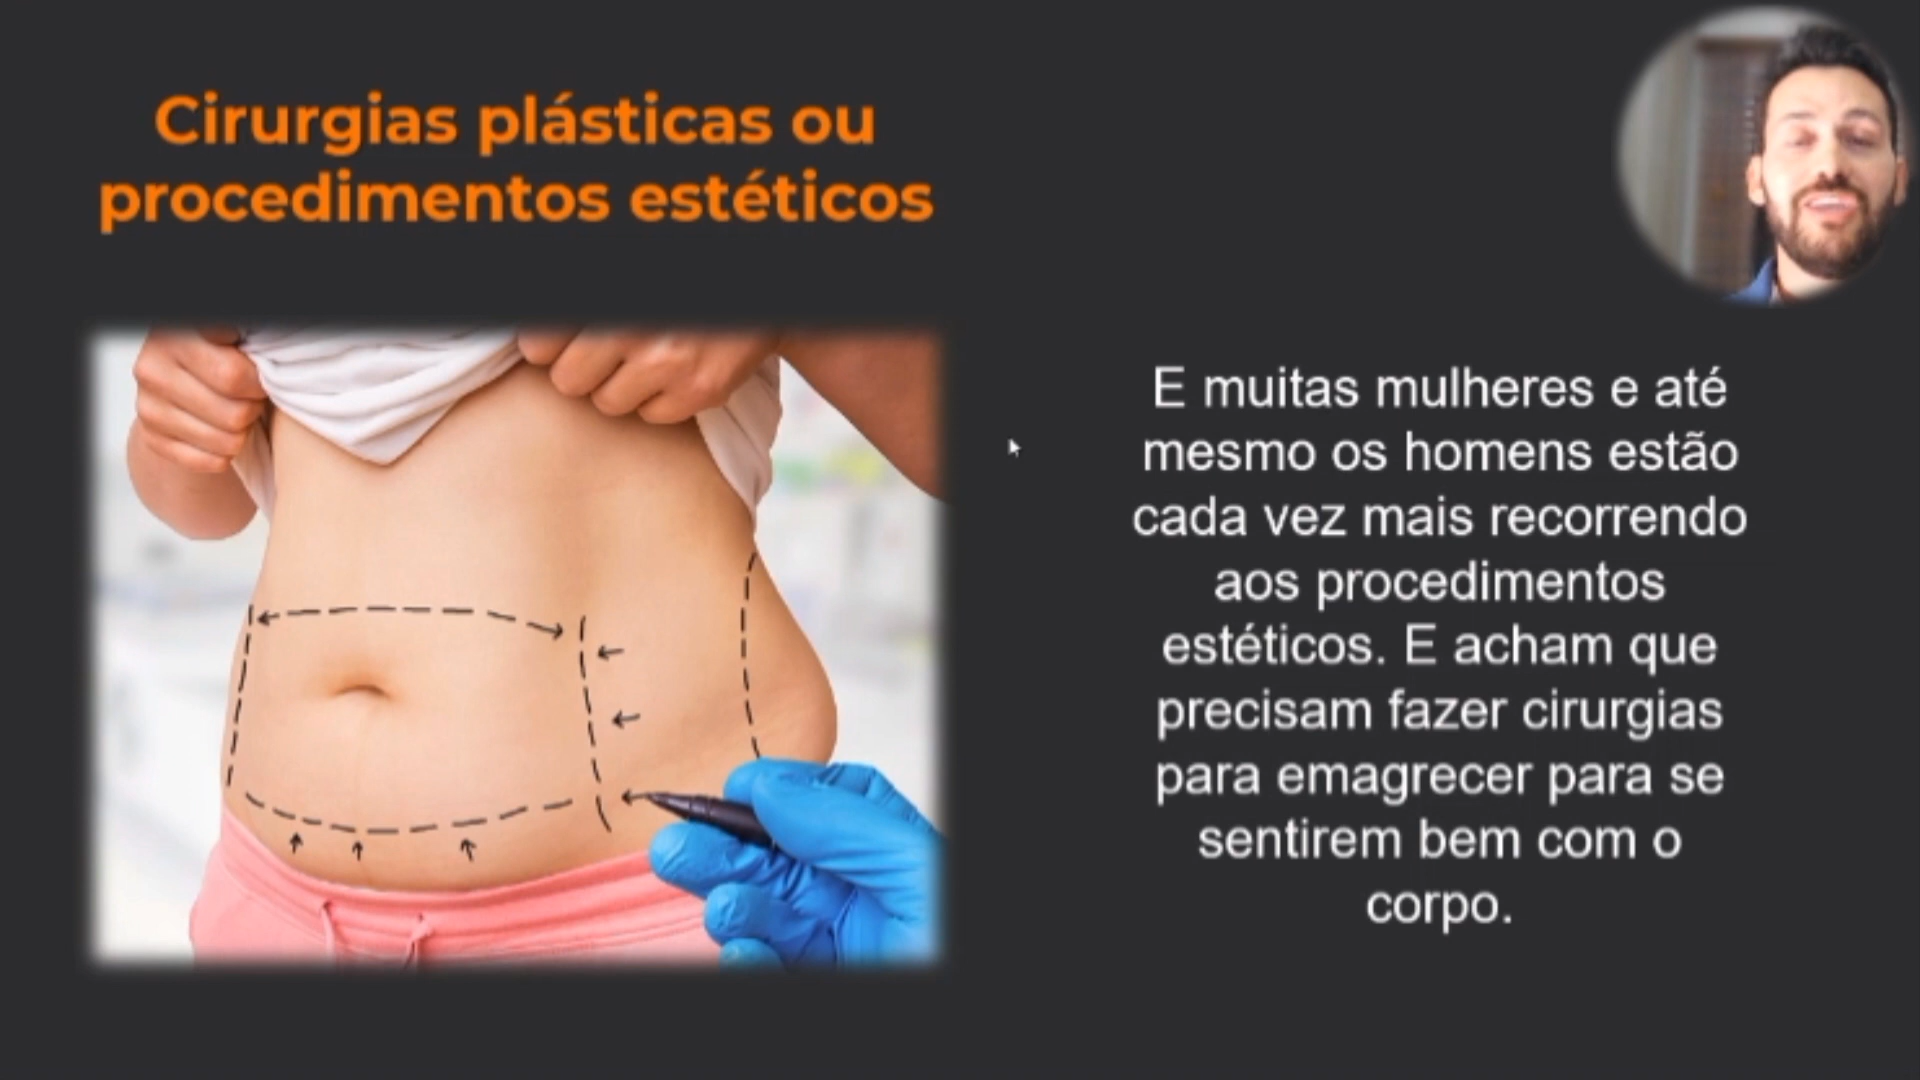 Cirurgias plásticas ou
procedimentos estéticos
E muitas mulheres e até
mesmo os homens estão
cada vez mais recorrendo
aos procedimentos
estéticos. E acham que
precisam fazer cirurgias
para emagrecer para se
sentirem bem com o
corpo.